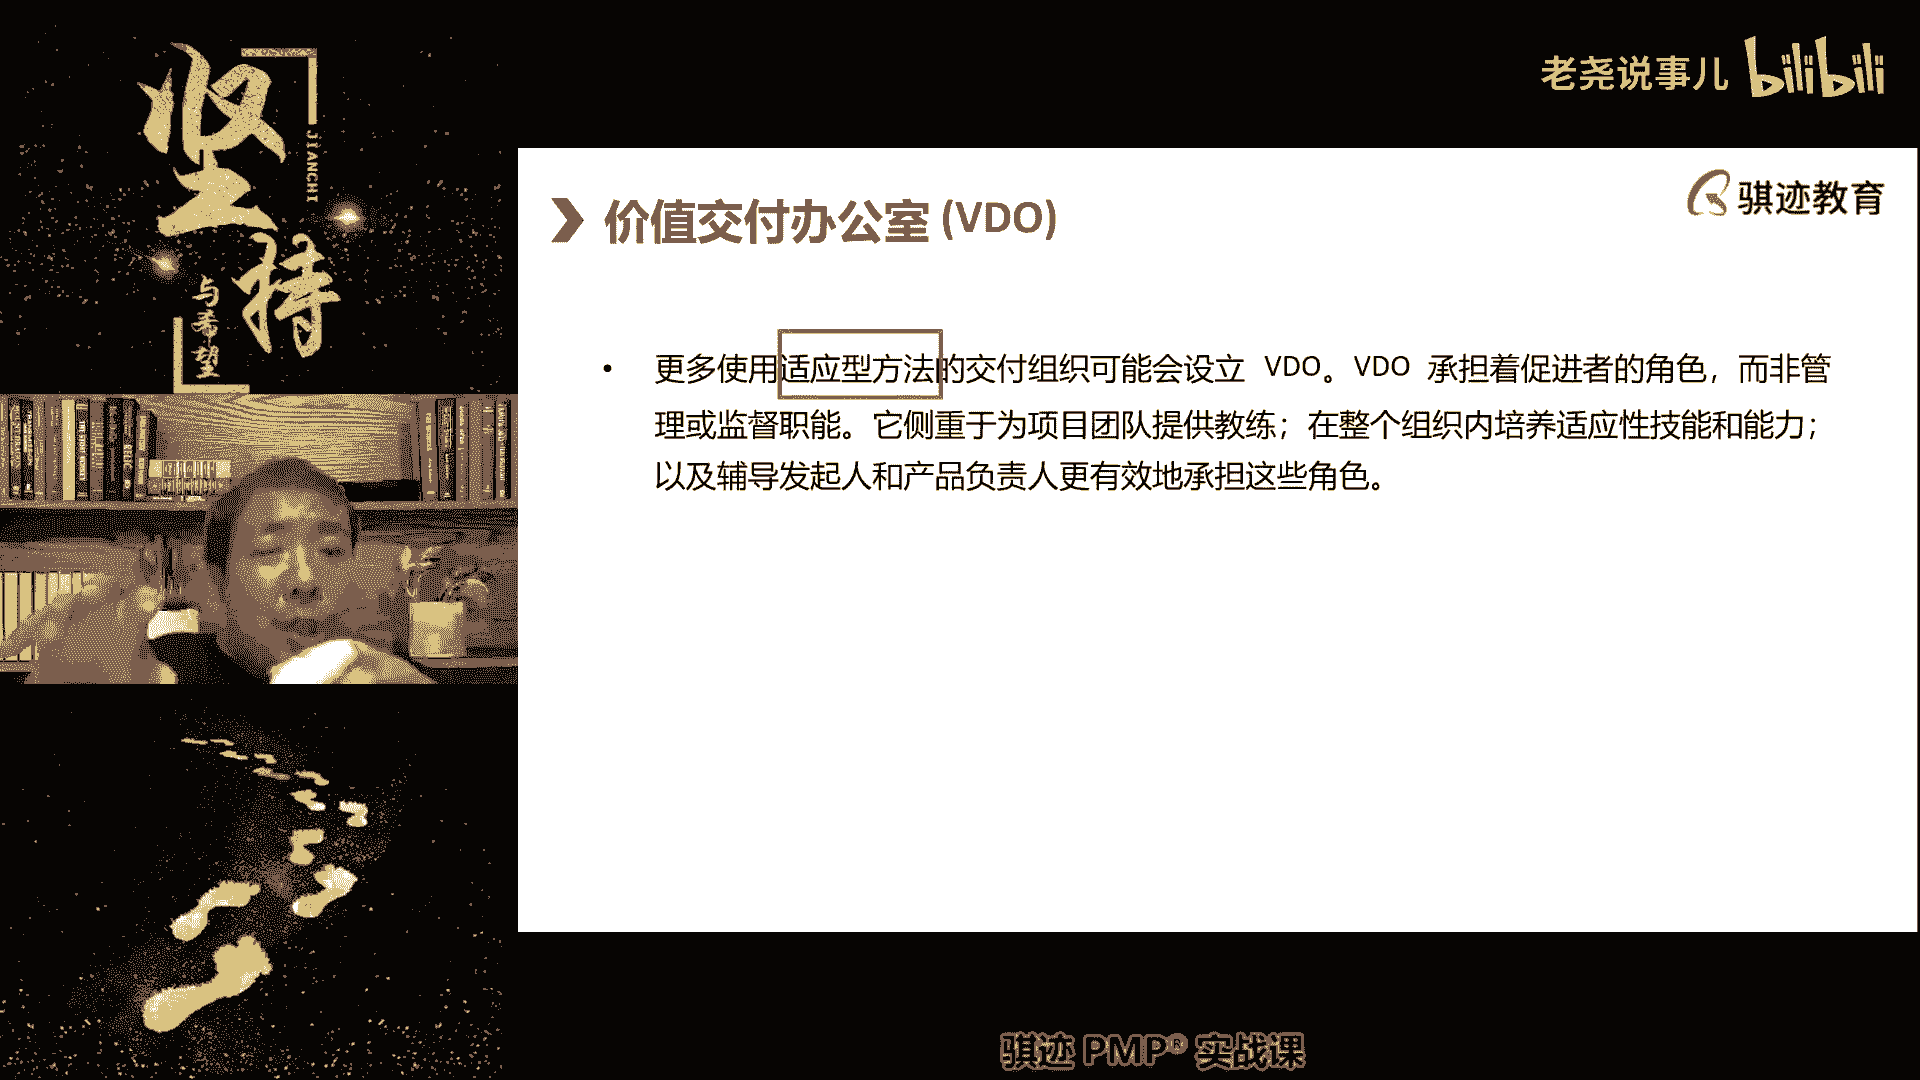 坚持
JIANCHI
与希望
老尧说事儿 bilibili
骐迹教育
价值交付办公室 (VDO)
• 更多使用适应型方法的交付组织可能会设立 VDO。VDO 承担着促进者的角色，而非管
理或监督职能。它侧重于为项目团队提供教练；在整个组织内培养适应性技能和能力；
以及辅导发起人和产品负责人更有效地承担这些角色。
骐迹 PMP® 实战课